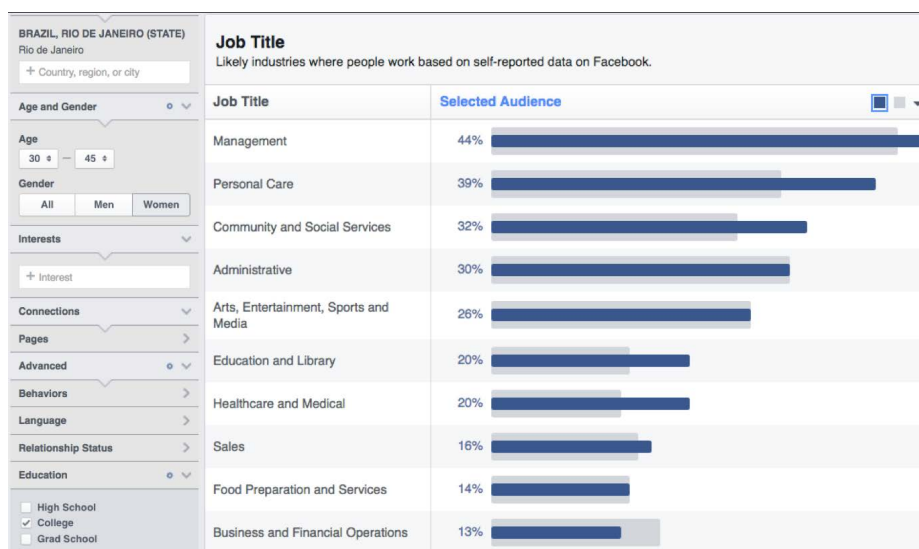 BRAZIL, RIO DE JANEIRO (STATE)
Rio de Janeiro
+ Country, region, or city
Age and Gender
Age
30 — 45
Gender
All Men Women
Interests
+ Interest
Connections
Pages
Advanced
Behaviors
Language
Relationship Status
Education
High School
College
Grad School
Job Title
Likely industries where people work based on self-reported data on Facebook.
Job Title Selected Audience
Management 44%
Personal Care 39%
Community and Social Services 32%
Administrative 30%
Arts, Entertainment, Sports and
Media 26%
Education and Library 20%
Healthcare and Medical 20%
Sales 16%
Food Preparation and Services 14%
Business and Financial Operations 13%